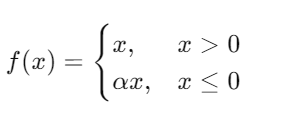 f(x) = { x, x > 0
αx, x ≤ 0